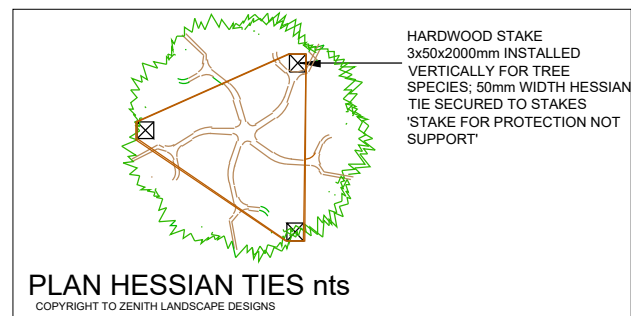 HARDWOOD STAKE
3x50x2000mm INSTALLED
VERTICALLY FOR TREE
SPECIES; 50mm WIDTH HESSIAN
TIE SECURED TO STAKES
'STAKE FOR PROTECTION NOT
SUPPORT'
PLAN HESSIAN TIES nts
COPYRIGHT TO ZENITH LANDSCAPE DESIGNS